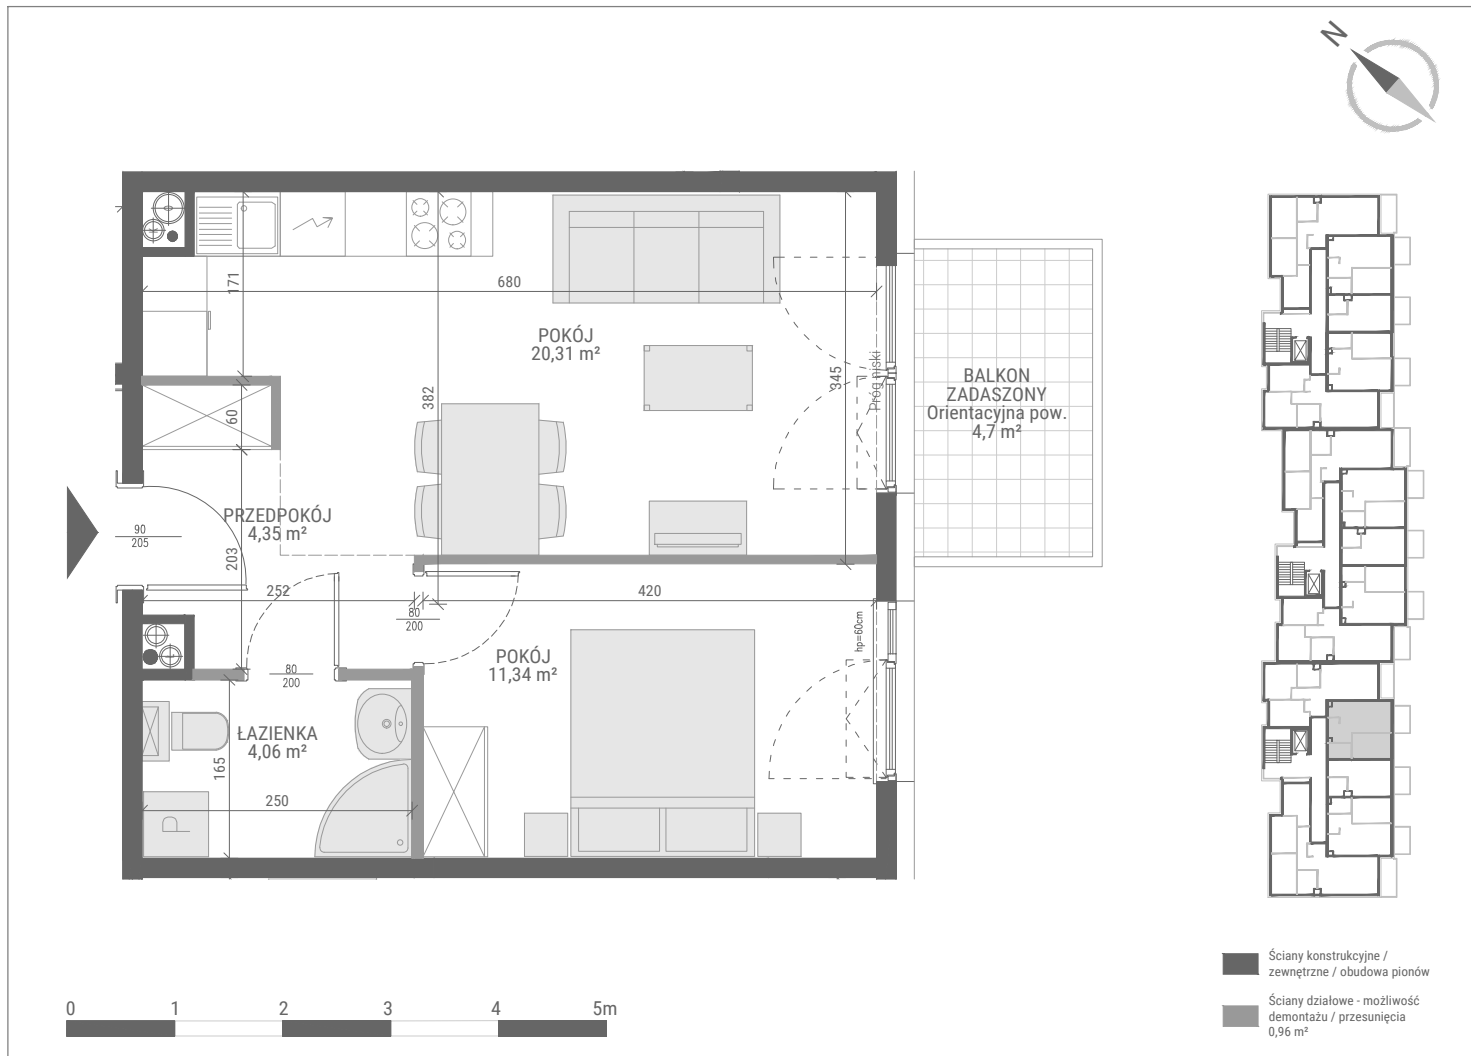 N
171
680
POKÓJ
20,31 m²
382
345
Próg niski
60
BALKON
ZADASZONY
Orientacyjna pow.
4,7 m²
PRZEDPOKÓJ
4,35 m²
90
205
203
252
80
200
420
hp=60cm
POKÓJ
11,34 m²
80
200
ŁAZIENKA
4,06 m²
165
250
P
Ściany konstrukcyjne /
zewnętrzne / obudowa pionów
Ściany działowe - możliwość
demontażu / przesunięcia
0,96 m²
0 1 2 3 4 5m